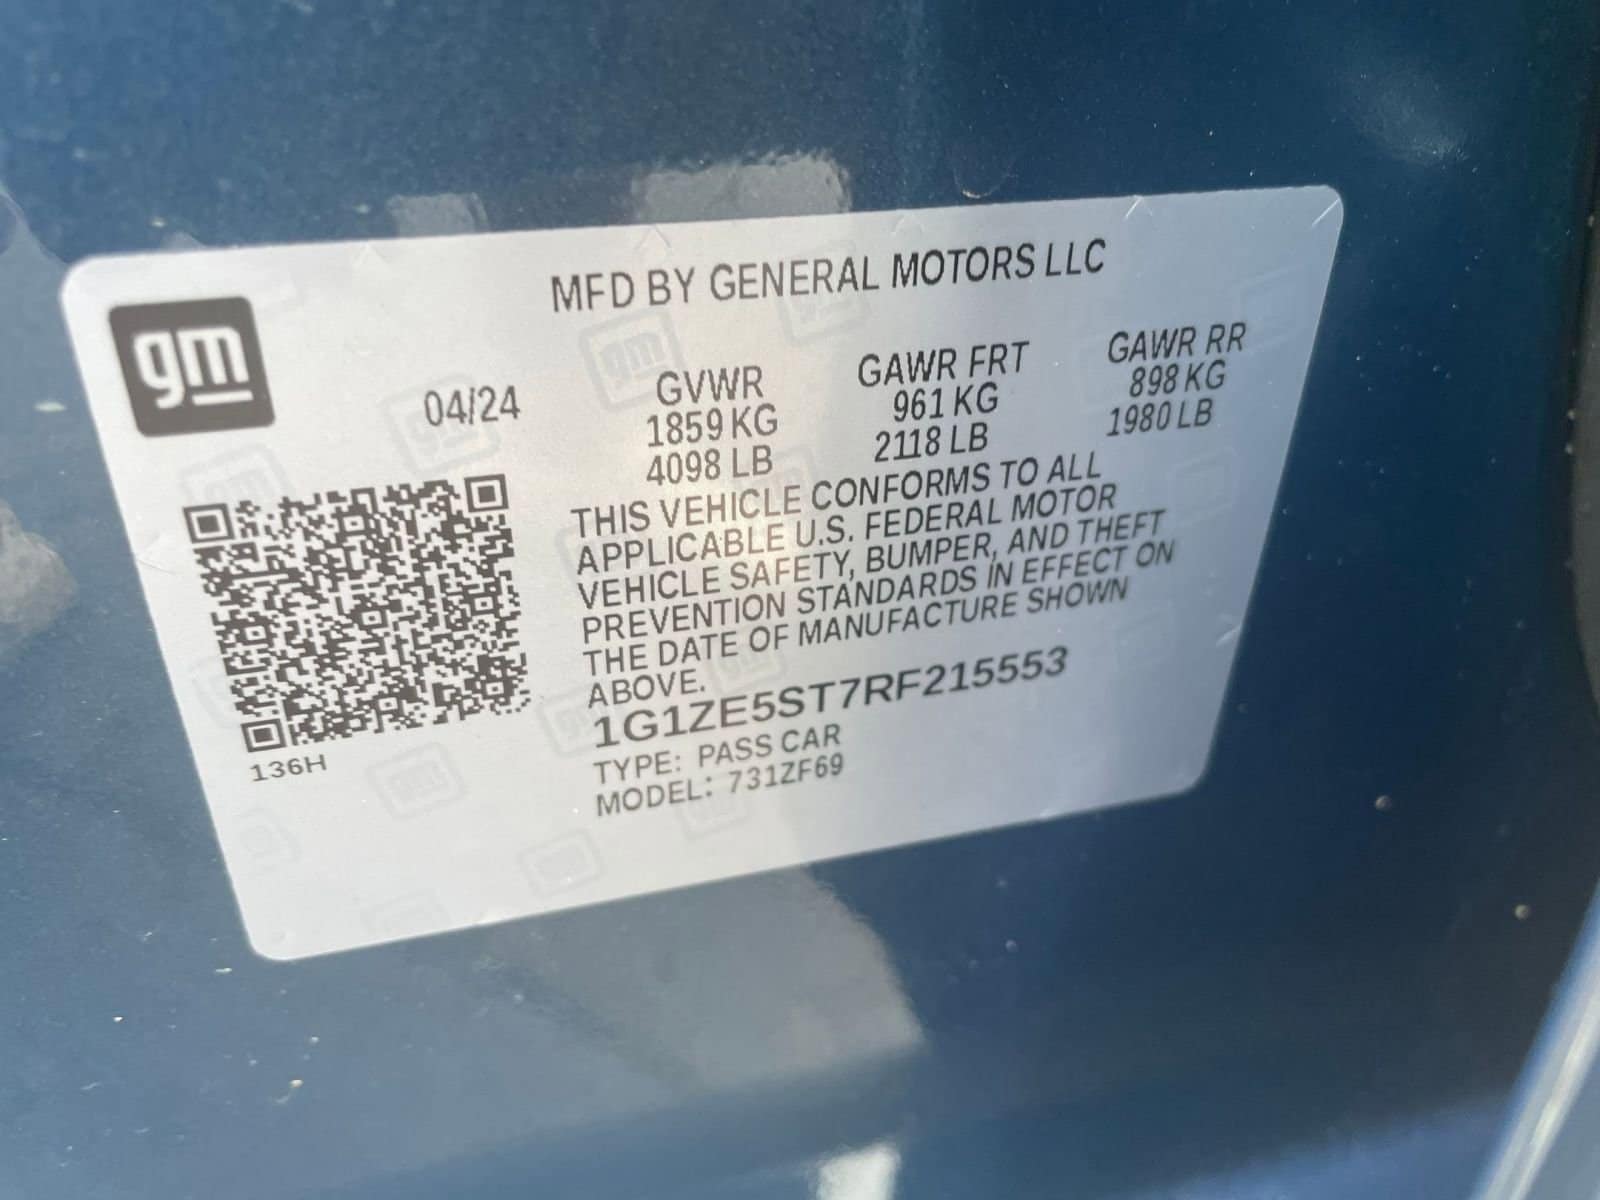 MFD BY GENERAL MOTORS LLC
gm
04/24
GVWR
1859 KG
4098 LB
GAWR FRT
961 KG
2118 LB
GAWR RR
898 KG
1980 LB
THIS VEHICLE CONFORMS TO ALL
APPLICABLE U.S. FEDERAL MOTOR
VEHICLE SAFETY, BUMPER, AND THEFT
PREVENTION STANDARDS IN EFFECT ON
THE DATE OF MANUFACTURE SHOWN
ABOVE.
1G1ZE5ST7RF215553
TYPE: PASS CAR
MODEL: 731ZF69
136H